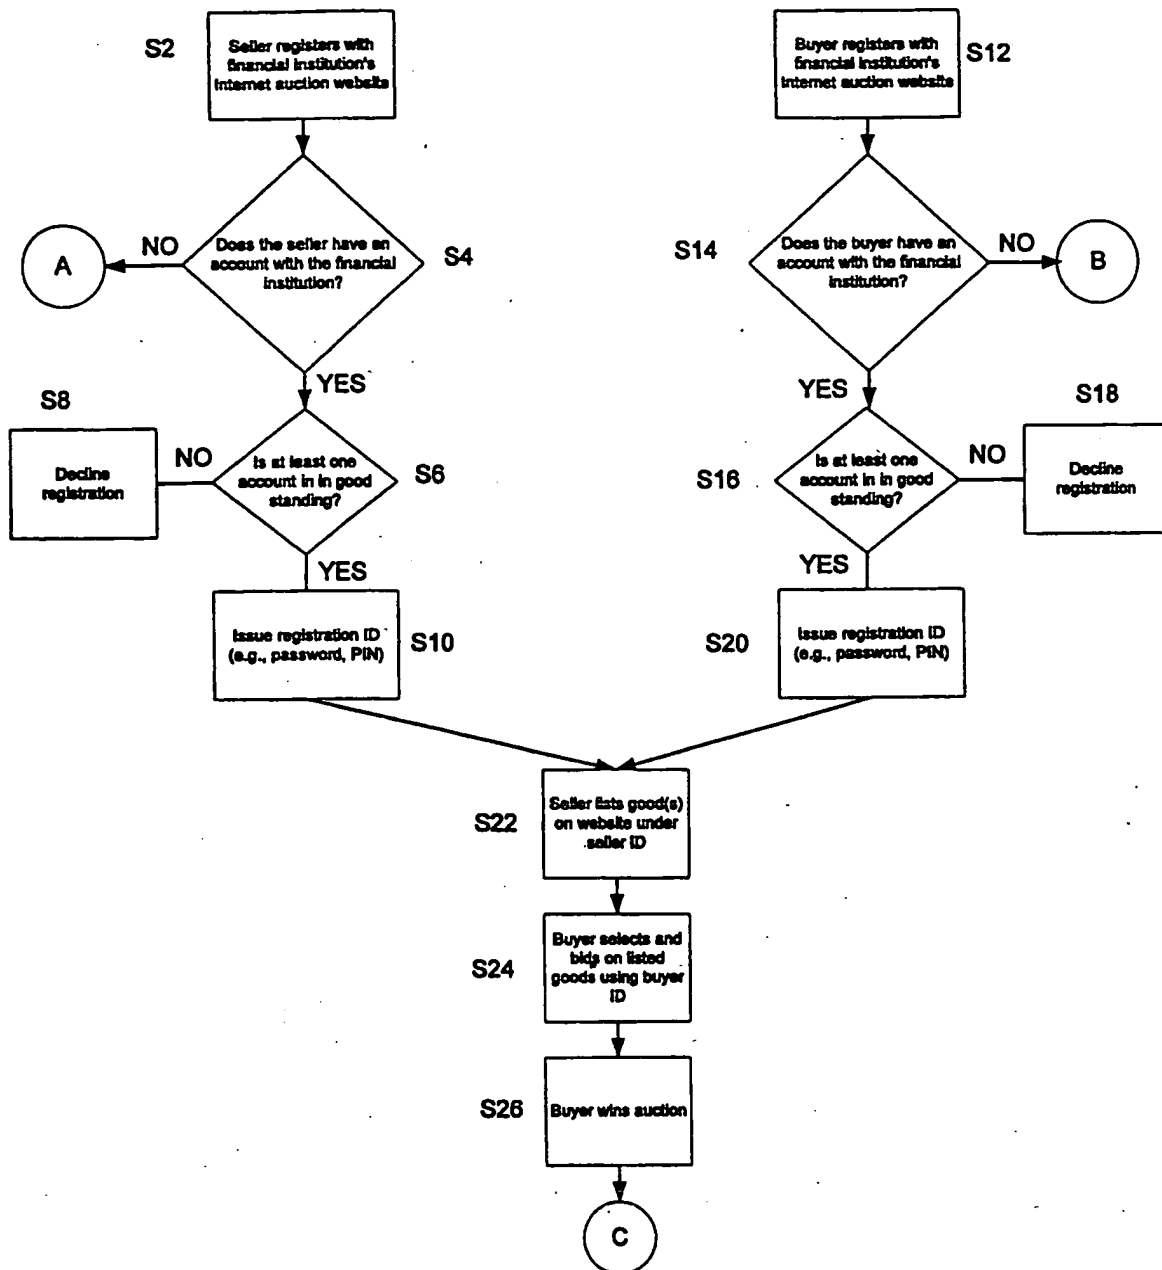 S2
Seller registers with
financial institution's
Internet auction website
Buyer registers with
financial institution's
Internet auction website
S12
A
NO
Does the seller have an
account with the financial
institution?
S4
S14
Does the buyer have an
account with the financial
institution?
NO
B
YES
YES
S8
S18
Decline
registration
NO
Is at least one
account in in good
standing?
S6
S16
Is at least one
account in in good
standing?
NO
Decline
registration
YES
YES
Issue registration ID
(e.g., password, PIN)
S10
S20
Issue registration ID
(e.g., password, PIN)
S22
Seller lists good(s)
on website under
seller ID
S24
Buyer selects and
bids on listed
goods using buyer
ID
S26
Buyer wins auction
C